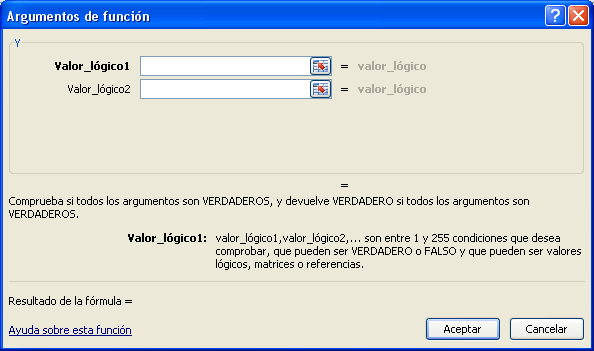 Argumentos de función
Y
Valor_lógico1 = valor_lógico
Valor_lógico2 = valor_lógico
=
Comprueba si todos los argumentos son VERDADEROS, y devuelve VERDADERO si todos los argumentos son
VERDADEROS.
Valor_lógico1: valor_lógico1,valor_lógico2,... son entre 1 y 255 condiciones que desea
comprobar, que pueden ser VERDADERO o FALSO y que pueden ser valores
lógicos, matrices o referencias.
Resultado de la fórmula =
Ayuda sobre esta función
Aceptar
Cancelar